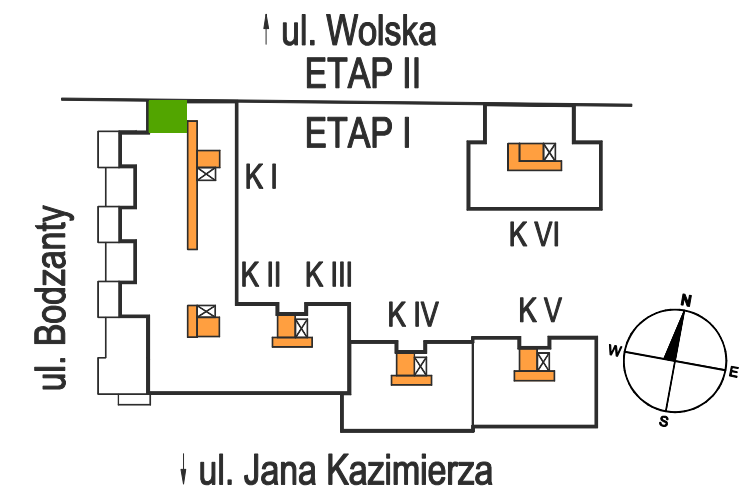 ↑ ul. Wolska
ETAP II
ETAP I
K I
K VI
ul. Bodzanty
K II K III
K IV
K V
N
W
E
S
↓ ul. Jana Kazimierza